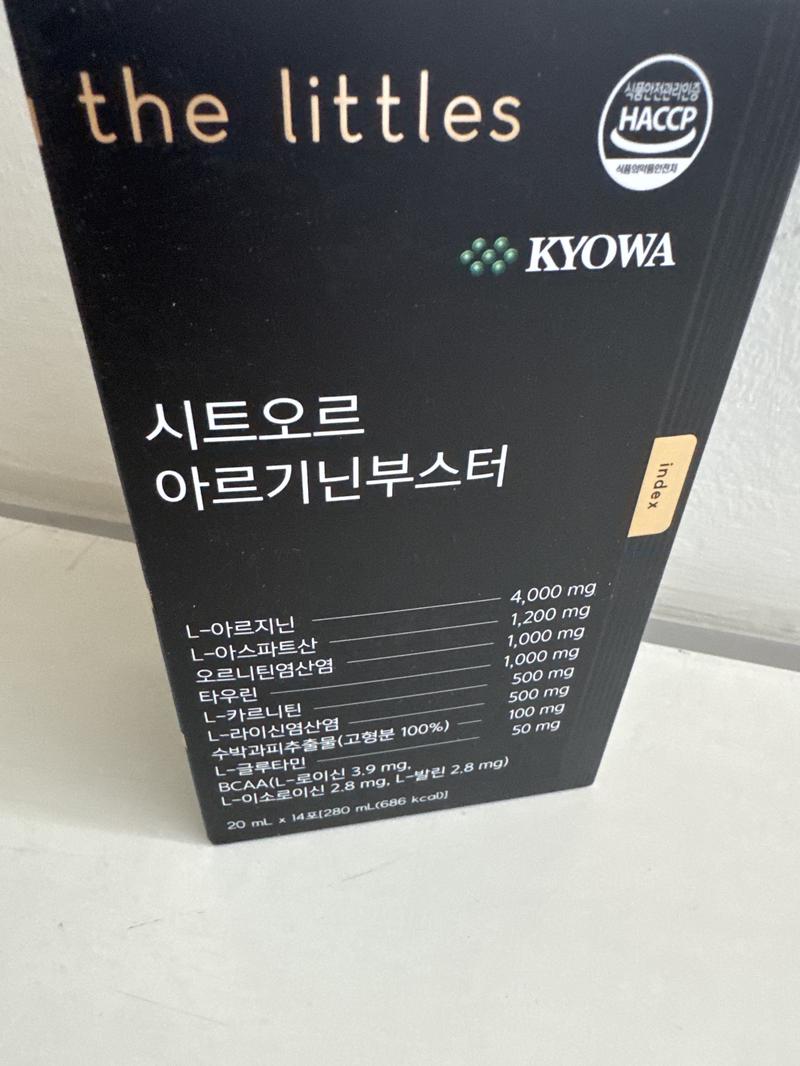 the littles
식품안전관리인증
HACCP
식품의약품안전처
KYOWA
시트오르
아르기닌부스터
index
L-아르지닌 4,000 mg
L-아스파트산 1,200 mg
오르니틴염산염 1,000 mg
타우린 1,000 mg
L-카르니틴 500 mg
L-라이신염산염 500 mg
수박과피추출물(고형분 100%) 100 mg
L-글루타민 50 mg
BCAA(L-로이신 3.9 mg,
L-이소로이신 2.8 mg, L-발린 2.8 mg)
20 mL x 14포[280 mL(686 kcal)]